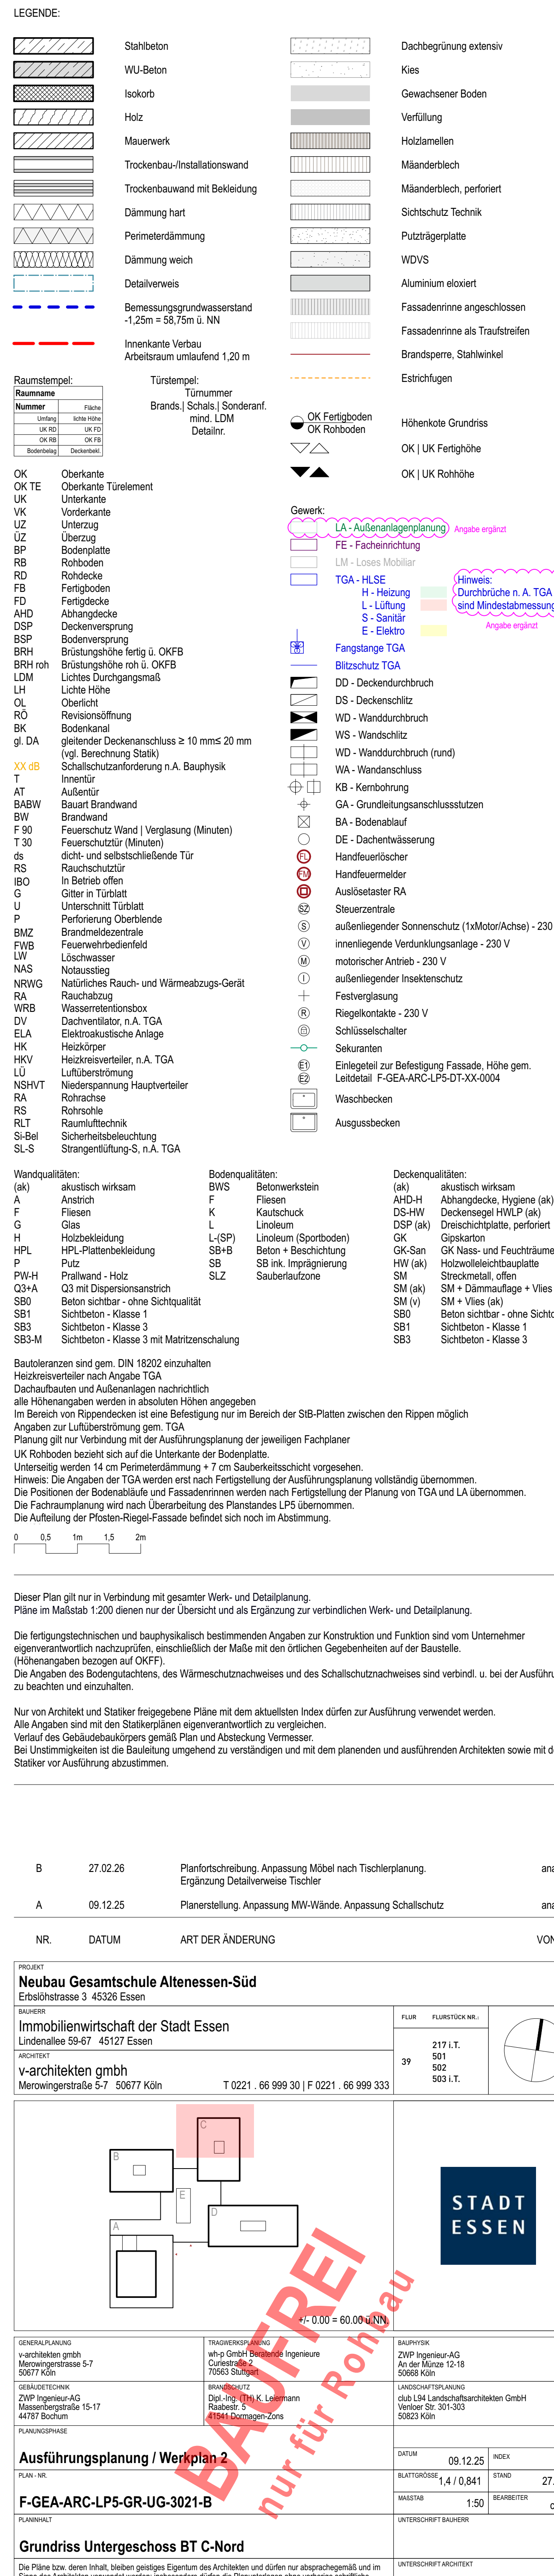 LEGENDE:
Stahlbeton
WU-Beton
Isokorb
Holz
Mauerwerk
Trockenbau-/Installationswand
Trockenbauwand mit Bekleidung
Dämmung hart
Perimeterdämmung
Dämmung weich
Detailverweis
Bemessungsgrundwasserstand
-1,25m = 58,75m ü. NN
Innenkante Verbau
Arbeitsraum umlaufend 1,20 m
Dachbegrünung extensiv
Kies
Gewachsener Boden
Verfüllung
Holzlamellen
Mäanderblech
Mäanderblech, perforiert
Sichtschutz Technik
Putzträgerplatte
WDVS
Aluminium eloxiert
Fassadenrinne angeschlossen
Fassadenrinne als Traufstreifen
Brandsperre, Stahlwinkel
Estrichfugen
Raumstempel:
Raumname
Nummer Fläche
Umfang lichte Höhe
UK RD UK FD
OK RB OK FB
Bodenbelag Deckenbekl.
Türstempel:
Türnummer
Brands.| Schals.| Sonderanf.
mind. LDM
Detailnr.
OK Fertigboden
OK Rohboden
Höhenkote Grundriss
OK | UK Fertighöhe
OK | UK Rohhöhe
OK Oberkante
OK TE Oberkante Türelement
UK Unterkante
VK Vorderkante
UZ Unterzug
ÜZ Überzug
BP Bodenplatte
RB Rohboden
RD Rohdecke
FB Fertigboden
FD Fertigdecke
AHD Abhangdecke
DSP Deckenversprung
BSP Bodenversprung
BRH Brüstungshöhe fertig ü. OKFB
BRH roh Brüstungshöhe roh ü. OKFB
LDM Lichtes Durchgangsmaß
LH Lichte Höhe
OL Oberlicht
RÖ Revisionsöffnung
BK Bodenkanal
gl. DA gleitender Deckenanschluss ≥ 10 mm≤ 20 mm
(vgl. Berechnung Statik)
XX dB Schallschutzanforderung n.A. Bauphysik
T Innentür
AT Außentür
BABW Bauart Brandwand
BW Brandwand
F 90 Feuerschutz Wand | Verglasung (Minuten)
T 30 Feuerschutztür (Minuten)
ds dicht- und selbstschließende Tür
RS Rauchschutztür
IBO In Betrieb offen
G Gitter in Türblatt
U Unterschnitt Türblatt
P Perforierung Oberblende
BMZ Brandmeldezentrale
FWB Feuerwehrbedienfeld
LW Löschwasser
NAS Notausstieg
NRWG Natürliches Rauch- und Wärmeabzugs-Gerät
RA Rauchabzug
WRB Wasserretentionsbox
DV Dachventilator, n.A. TGA
ELA Elektroakustische Anlage
HK Heizkörper
HKV Heizkreisverteiler, n.A. TGA
LÜ Luftüberströmung
NSHVT Niederspannung Hauptverteiler
RA Rohrachse
RS Rohrsohle
RLT Raumlufttechnik
Si-Bel Sicherheitsbeleuchtung
SL-S Strangentlüftung-S, n.A. TGA
Gewerk:
LA - Außenanlagenplanung Angabe ergänzt
FE - Facheinrichtung
LM - Loses Mobiliar
TGA - HLSE
H - Heizung
L - Lüftung
S - Sanitär
E - Elektro
Hinweis:
Durchbrüche n. A. TGA
sind Mindestabmessung
Angabe ergänzt
Fangstange TGA
Blitzschutz TGA
DD - Deckendurchbruch
DS - Deckenschlitz
WD - Wanddurchbruch
WS - Wandschlitz
WD - Wanddurchbruch (rund)
WA - Wandanschluss
KB - Kernbohrung
GA - Grundleitungsanschlussstutzen
BA - Bodenablauf
DE - Dachentwässerung
FL Handfeuerlöscher
FM Handfeuermelder
Auslösetaster RA
SZ Steuerzentrale
S außenliegender Sonnenschutz (1xMotor/Achse) - 230
V innenliegende Verdunklungsanlage - 230 V
M motorischer Antrieb - 230 V
I außenliegender Insektenschutz
Festverglasung
R Riegelkontakte - 230 V
Schlüsselschalter
Sekuranten
E1 Einlegeteil zur Befestigung Fassade, Höhe gem.
E2 Leitdetail F-GEA-ARC-LP5-DT-XX-0004
Waschbecken
Ausgussbecken
Wandqualitäten:
(ak) akustisch wirksam
A Anstrich
F Fliesen
G Glas
H Holzbekleidung
HPL HPL-Plattenbekleidung
P Putz
PW-H Prallwand - Holz
Q3+A Q3 mit Dispersionsanstrich
SB0 Beton sichtbar - ohne Sichtqualität
SB1 Sichtbeton - Klasse 1
SB3 Sichtbeton - Klasse 3
SB3-M Sichtbeton - Klasse 3 mit Matritzenschalung
Bodenqualitäten:
BWS Betonwerkstein
F Fliesen
K Kautschuck
L Linoleum
L-(SP) Linoleum (Sportboden)
SB+B Beton + Beschichtung
SB SB ink. Imprägnierung
SLZ Sauberlaufzone
Deckenqualitäten:
(ak) akustisch wirksam
AHD-H Abhangdecke, Hygiene (ak)
DS-HW Deckensegel HWLP (ak)
DSP (ak) Dreischichtplatte, perforiert
GK Gipskarton
GK-San GK Nass- und Feuchträume
HW (ak) Holzwolleleichtbauplatte
SM Streckmetall, offen
SM (ak) SM + Dämmauflage + Vlies
SM (v) SM + Vlies (ak)
SB0 Beton sichtbar - ohne
SB1 Sichtbeton - Klasse 1
SB3 Sichtbeton - Klasse 3
Bautoleranzen sind gem. DIN 18202 einzuhalten
Heizkreisverteiler nach Angabe TGA
Dachaufbauten und Außenanlagen nachrichtlich
alle Höhenangaben werden in absoluten Höhen angegeben
Im Bereich von Rippendecken ist eine Befestigung nur im Bereich der StB-Platten zwischen den Rippen möglich
Angaben zur Luftüberströmung gem. TGA
Planung gilt nur Verbindung mit der Ausführungsplanung der jeweiligen Fachplaner
UK Rohboden bezieht sich auf die Unterkante der Bodenplatte.
Unterseitig werden 14 cm Perimeterdämmung + 7 cm Sauberkeitsschicht vorgesehen.
Hinweis: Die Angaben der TGA werden erst nach Fertigstellung der Ausführungsplanung vollständig übernommen.
Die Positionen der Bodenabläufe und Fassadenrinnen werden nach Fertigstellung der Planung von TGA und LA übernommen.
Die Fachraumplanung wird nach Überarbeitung des Planstandes LP5 übernommen.
Die Aufteilung der Pfosten-Riegel-Fassade befindet sich noch im Abstimmung.
0 0,5 1m 1,5 2m
Dieser Plan gilt nur in Verbindung mit gesamter Werk- und Detailplanung.
Pläne im Maßstab 1:200 dienen nur der Übersicht und als Ergänzung zur verbindlichen Werk- und Detailplanung.
Die fertigungstechnischen und bauphysikalisch bestimmenden Angaben zur Konstruktion und Funktion sind vom Unternehmer
eigenverantwortlich nachzuprüfen, einschließlich der Maße mit den örtlichen Gegebenheiten auf der Baustelle.
(Höhenangaben bezogen auf OKFF).
Die Angaben des Bodengutachtens, des Wärmeschutznachweises und des Schallschutznachweises sind verbindl. u. bei der
zu beachten und einzuhalten.
Nur von Architekt und Statiker freigegebene Pläne mit dem aktuellsten Index dürfen zur Ausführung verwendet werden.
Alle Angaben sind mit den Statikerplänen eigenverantwortlich zu vergleichen.
Verlauf des Gebäudebaukörpers gemäß Plan und Absteckung Vermesser.
Bei Unstimmigkeiten ist die Bauleitung umgehend zu verständigen und mit dem planenden und ausführenden Architekten sowie mit
Statiker vor Ausführung abzustimmen.
B 27.02.26 Planfortschreibung. Anpassung Möbel nach Tischlerplanung.
Ergänzung Detailverweise Tischler
A 09.12.25 Planerstellung. Anpassung MW-Wände. Anpassung Schallschutz
NR. DATUM ART DER ÄNDERUNG VON
PROJEKT
Neubau Gesamtschule Altenessen-Süd
Erbslöhstrasse 3 45326 Essen
BAUHERR
Immobilienwirtschaft der Stadt Essen
Lindenallee 59-67 45127 Essen
ARCHITEKT
v-architekten gmbh
Merowingerstraße 5-7 50677 Köln T 0221 . 66 999 30 | F 0221 . 66 999 333
FLUR FLURSTÜCK NR.:
39
217 i.T.
501
502
503 i.T.
A
B
C
D
E
+/- 0.00 = 60.00 ü.NN.
STADT
ESSEN
BAUFREI
nur für Rohbau
GENERALPLANUNG
v-architekten gmbh
Merowingerstrasse 5-7
50677 Köln
TRAGWERKSPLANUNG
wh-p GmbH Beratende Ingenieure
Curiestraße 2
70563 Stuttgart
BAUPHYSIK
ZWP Ingenieur-AG
An der Münze 12-18
50668 Köln
GEBÄUDETECHNIK
ZWP Ingenieur-AG
Massenbergstraße 15-17
44787 Bochum
BRANDSCHUTZ
Dipl.-Ing. (TH) K. Leiermann
Raabestr. 5
41541 Dormagen-Zons
LANDSCHAFTSPLANUNG
club L94 Landschaftsarchitekten GmbH
Venloer Str. 301-303
50823 Köln
PLANUNGSPHASE
Ausführungsplanung / Werkplan 2
DATUM 09.12.25 INDEX
PLAN - NR.
F-GEA-ARC-LP5-GR-UG-3021-B
BLATTGRÖSSE 1,4 / 0,841 STAND 27.
MAßSTAB 1:50 BEARBEITER
PLANINHALT
Grundriss Untergeschoss BT C-Nord
UNTERSCHRIFT BAUHERR
UNTERSCHRIFT ARCHITEKT
Die Pläne bzw. deren Inhalt, bleiben geistiges Eigentum des Architekten und dürfen nur absprachegemäß und im